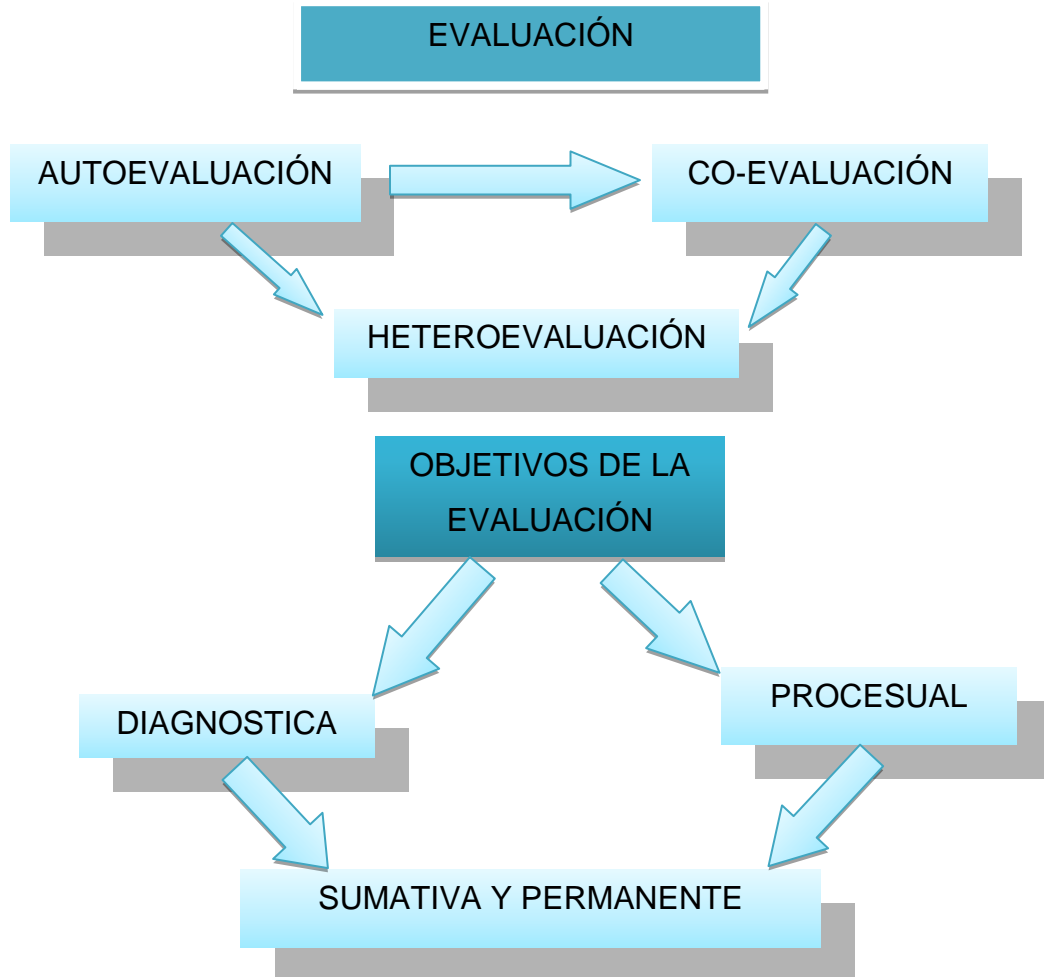 EVALUACIÓN
AUTOEVALUACIÓN
CO-EVALUACIÓN
HETEROEVALUACIÓN
OBJETIVOS DE LA
EVALUACIÓN
DIAGNOSTICA
PROCESUAL
SUMATIVA Y PERMANENTE